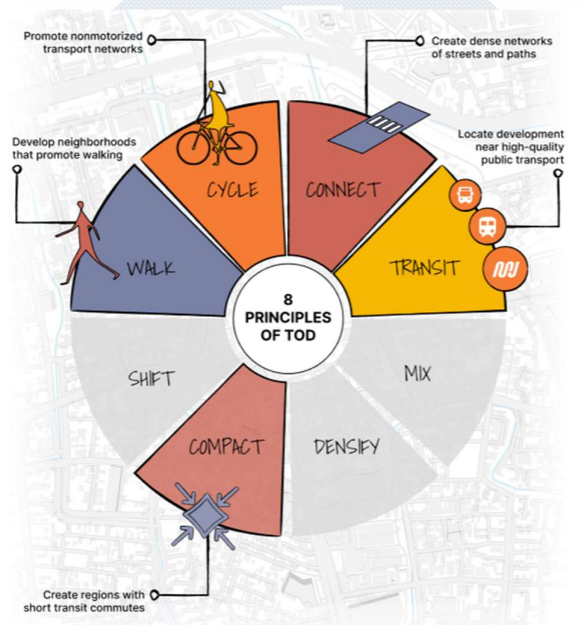 Promote nonmotorized
transport networks
Create dense networks
of streets and paths
Develop neighborhoods
that promote walking
Locate development
near high-quality
public transport
CYCLE
CONNECT
WALK
TRANSIT
8
PRINCIPLES
OF TOD
SHIFT
MIX
COMPACT
DENSIFY
Create regions with
short transit commutes